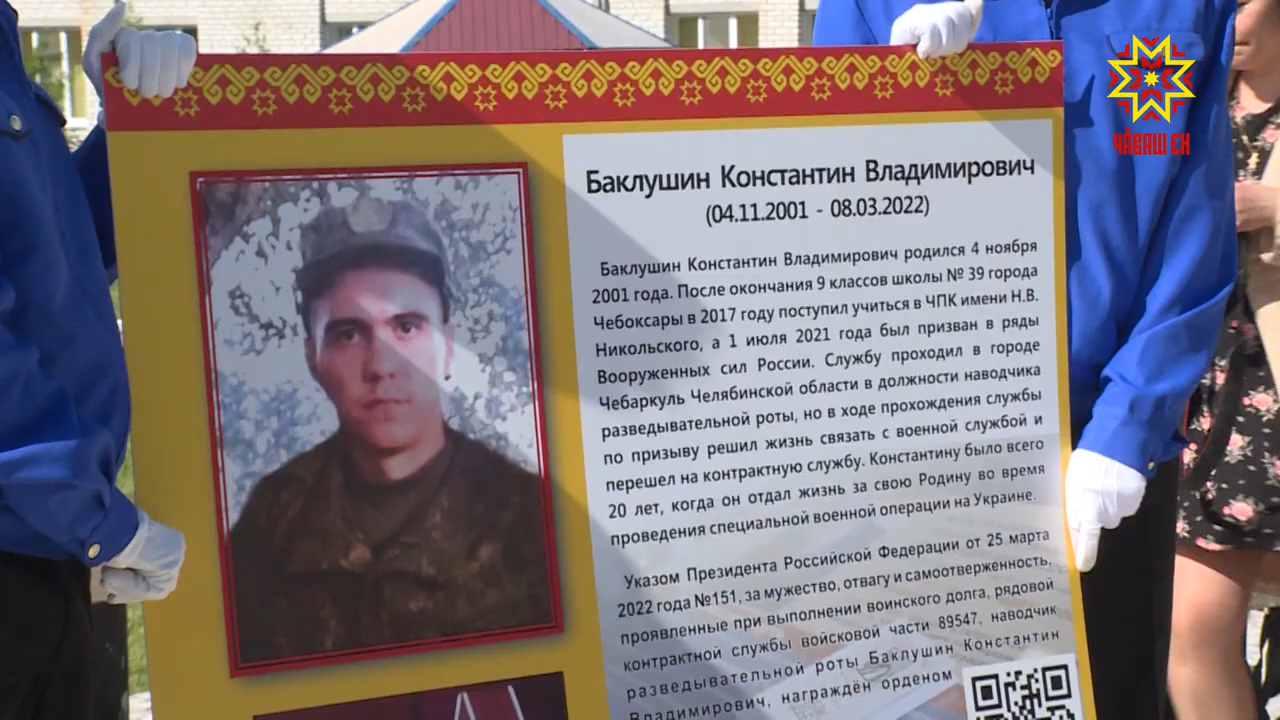 ЧӐВАШ ЕН
Баклушин Константин Владимирович
(04.11.2001 - 08.03.2022)
Баклушин Константин Владимирович родился 4 ноября
2001 года. После окончания 9 классов школы № 39 города
Чебоксары в 2017 году поступил учиться в ЧПК имени Н.В.
Никольского, а 1 июля 2021 года был призван в ряды
Вооруженных сил России. Службу проходил в городе
Чебаркуль Челябинской области в должности наводчика
разведывательной роты, но в ходе прохождения службы
по призыву решил жизнь связать с военной службой и
перешел на контрактную службу. Константину было всего
20 лет, когда он отдал жизнь за свою Родину во время
проведения специальной военной операции на Украине.
Указом Президента Российской Федерации от 25 марта
2022 года №151, за мужество, отвагу и самоотверженность,
проявленные при выполнении воинского долга, рядовой
контрактной службы войсковой части 89547, наводчик
разведывательной роты Баклушин Константин
Владимирович, награждён орденом